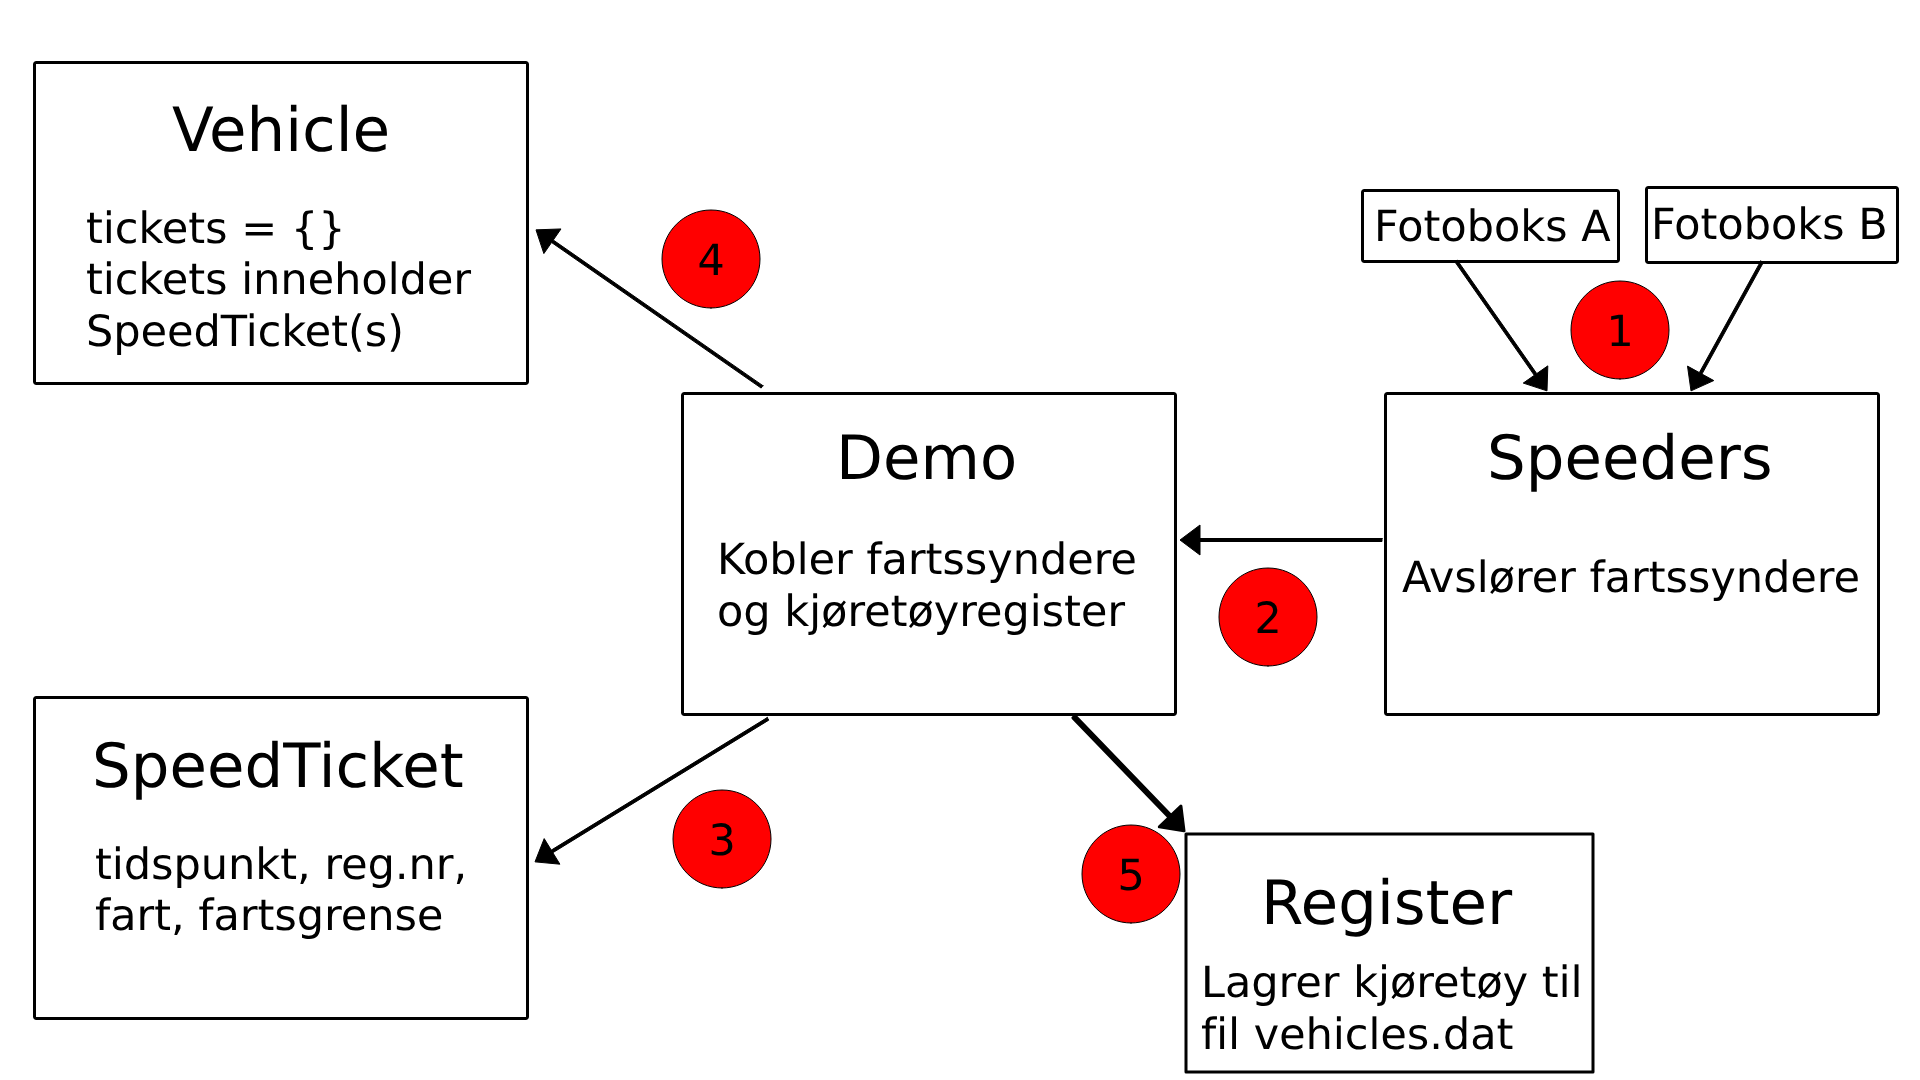 Vehicle
tickets = {}
tickets inneholder
SpeedTicket(s)
4
Fotoboks A
Fotoboks B
1
Demo
Kobler fartssyndere
og kjøretøyregister
2
Speeders
Avslører fartssyndere
SpeedTicket
tidspunkt, reg.nr,
fart, fartsgrense
3
5
Register
Lagrer kjøretøy til
fil vehicles.dat